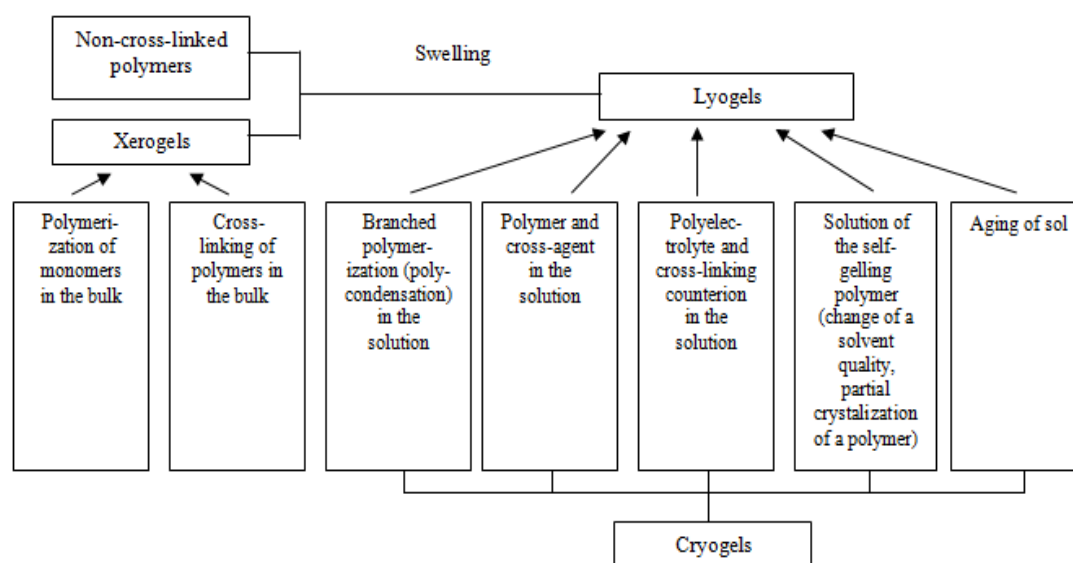 Non-cross-linked
polymers
Swelling
Lyogels
Xerogels
Polymeri-
zation of
monomers
in the bulk
Cross-
linking of
polymers in
the bulk
Branched
polymer-
ization (poly-
condensation)
in the
solution
Polymer and
cross-agent
in the
solution
Polyelec-
trolyte and
cross-linking
counterion
in the
solution
Solution of
the self-
gelling
polymer
(change of a
solvent
quality,
partial
crystalization
of a polymer)
Aging of sol
Cryogels